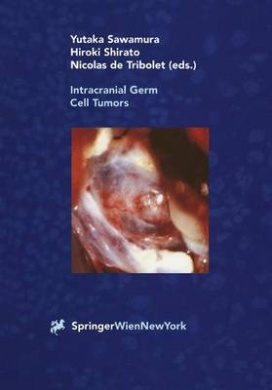 Yutaka Sawamura
Hiroki Shirato
Nicolas de Tribolet (eds.)
Intracranial Germ
Cell Tumors
SpringerWienNewYork